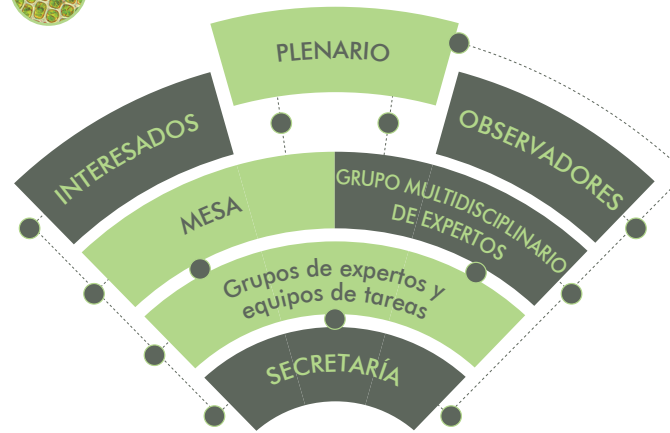 PLENARIO
INTERESADOS
OBSERVADORES
MESA
GRUPO MULTIDISCIPLINARIO
DE EXPERTOS
Grupos de expertos y
equipos de tareas
SECRETARÍA